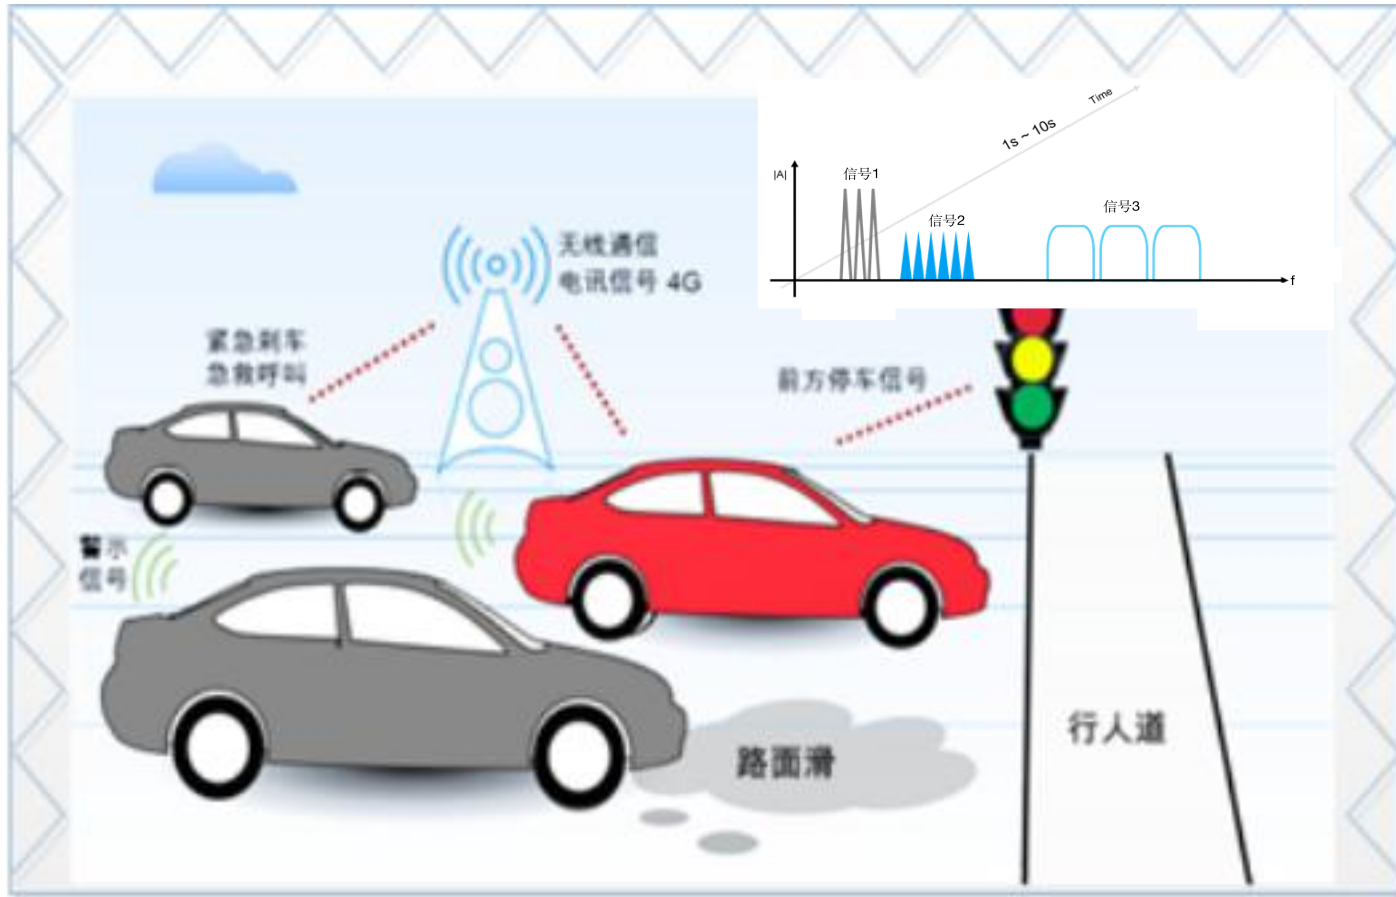 Time
1s ~ 10s
|A|
信号1
信号2
信号3
f
无线通信
电讯信号 4G
紧急刹车
急救呼叫
前方停车信号
警示
信号
行人道
路面滑